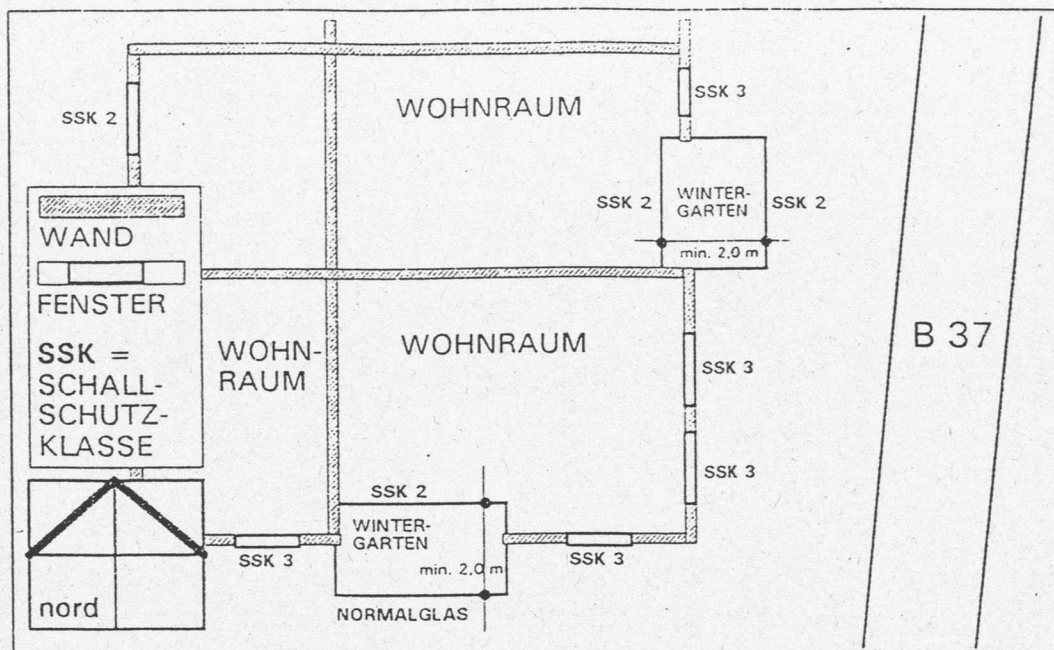 WOHNRAUM
SSK 3
SSK 2
WINTER-
GARTEN
SSK 2
SSK 2
min. 2,0 m
WAND
FENSTER
SSK =
SCHALL-
SCHUTZ-
KLASSE
WOHN-
RAUM
WOHNRAUM
B 37
SSK 3
SSK 3
SSK 2
WINTER-
GARTEN
min. 2,0 m
SSK 3
SSK 3
NORMALGLAS
nord